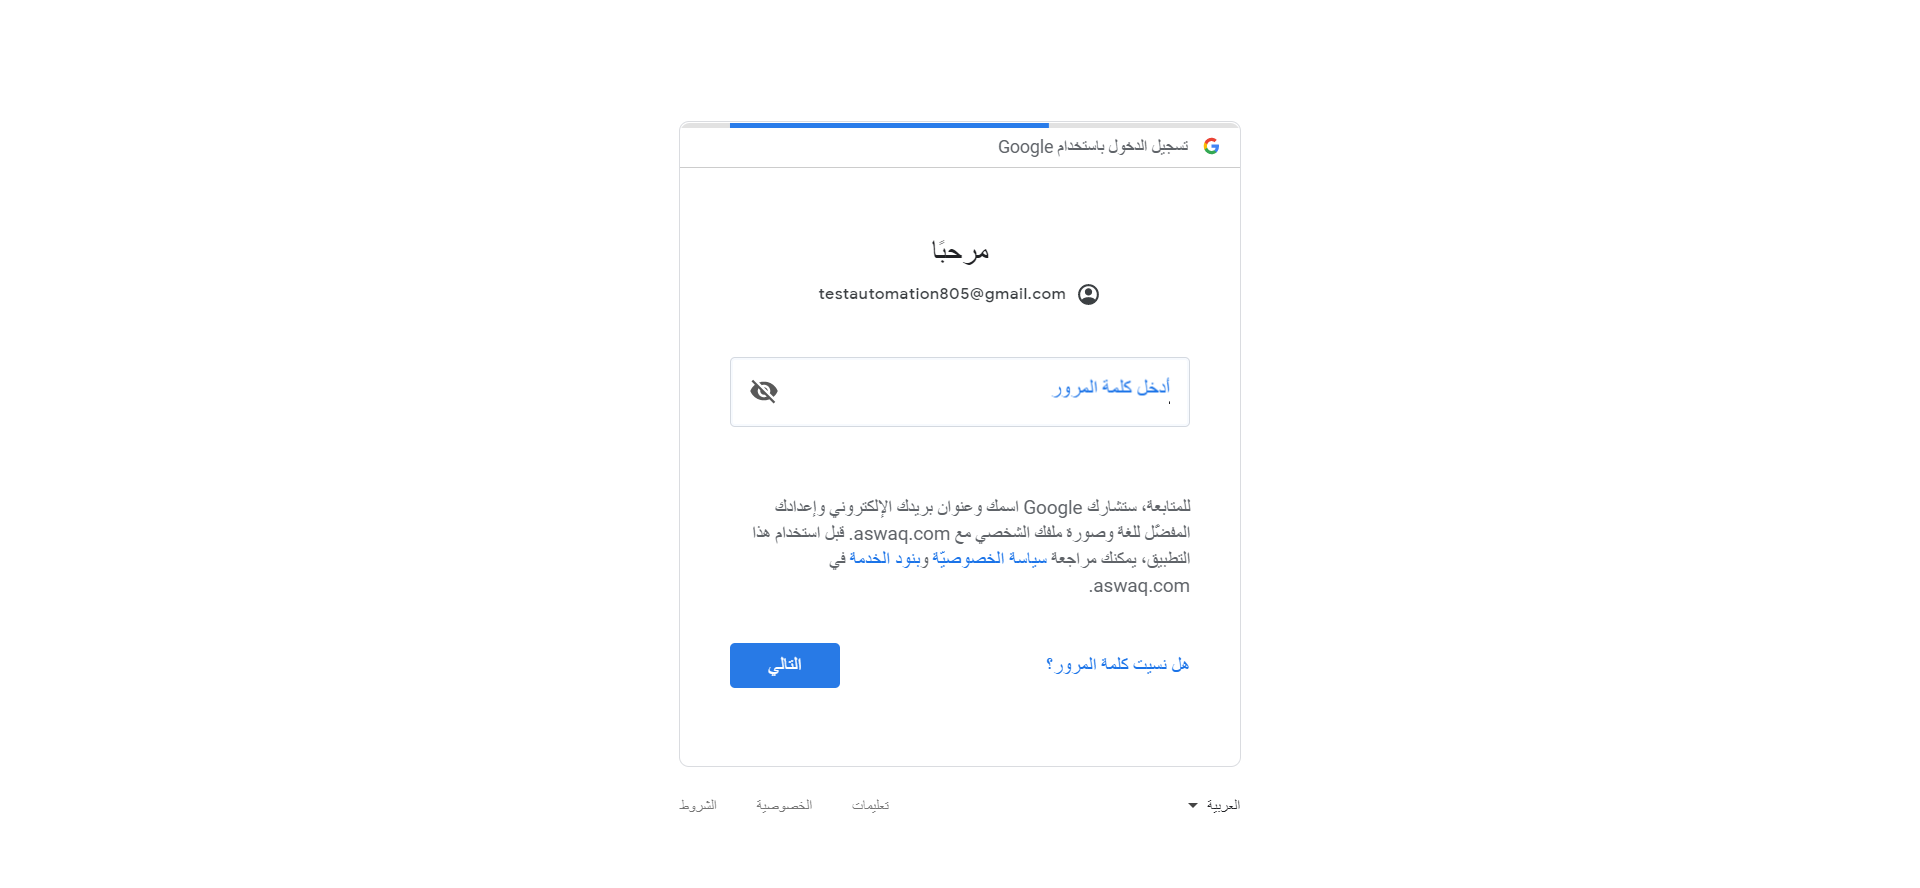 تسجيل الدخول باستخدام Google
مرحبًا
testautomation805@gmail.com
أدخل كلمة المرور
للمتابعة، ستشارك Google اسمك وعنوان بريدك الإلكتروني وإعدادك
المفضّل للغة وصورة ملفك الشخصي مع aswaq.com. قبل استخدام هذا
التطبيق، يمكنك مراجعة سياسة الخصوصيّة وبنود الخدمة في
aswaq.com.
هل نسيت كلمة المرور؟
التالي
العربية
تعليمات
الخصوصية
الشروط